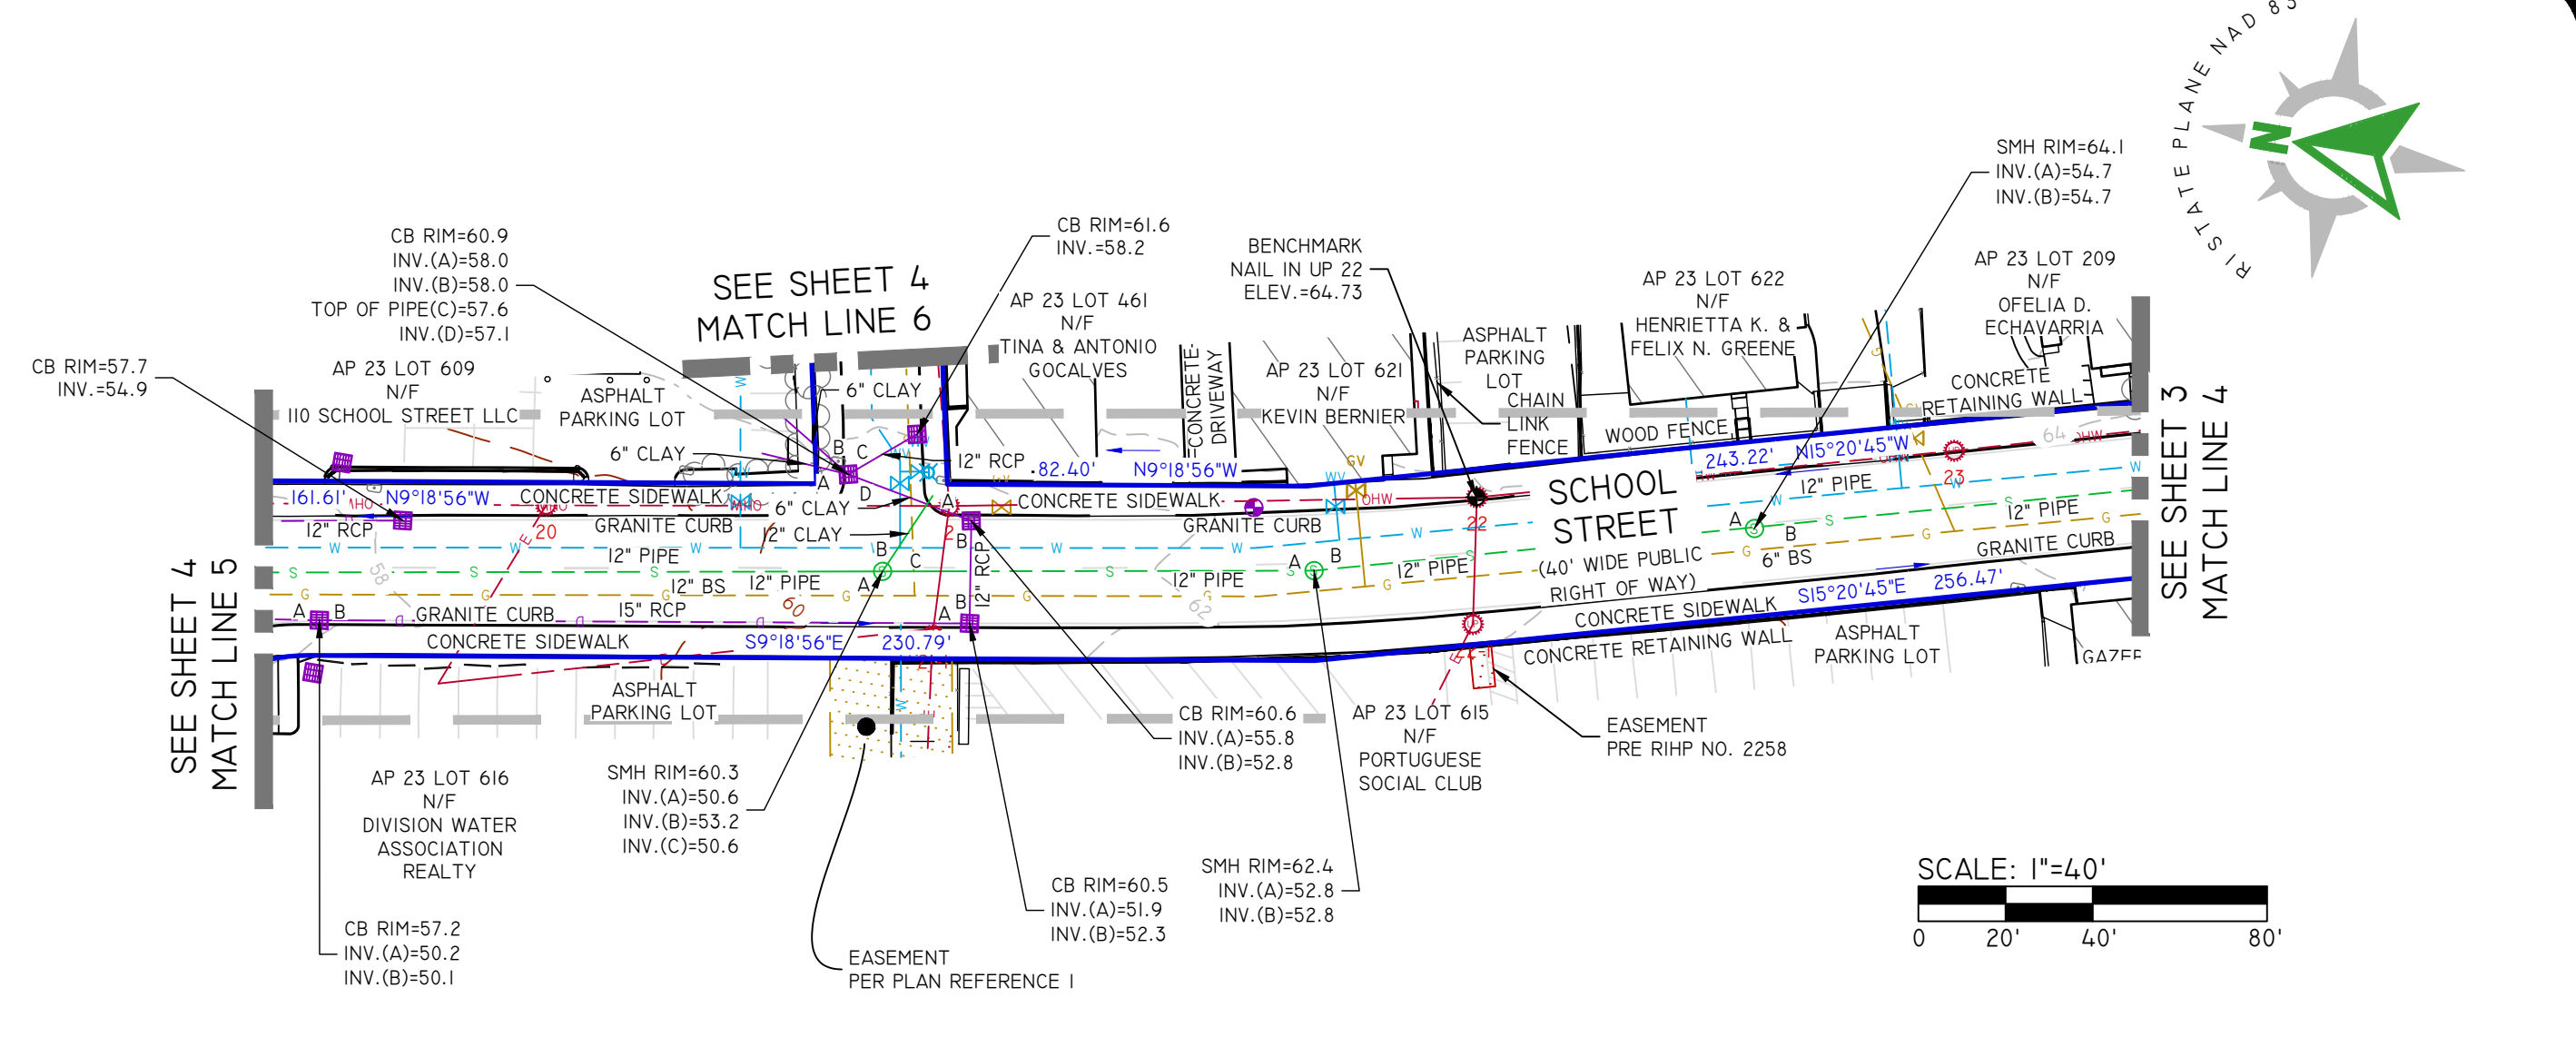 RI STATE PLANE NAD 83
N
SMH RIM=64.1
INV.(A)=54.7
INV.(B)=54.7
CB RIM=61.6
INV.=58.2
CB RIM=60.9
INV.(A)=58.0
INV.(B)=58.0
TOP OF PIPE(C)=57.6
INV.(D)=57.1
BENCHMARK
NAIL IN UP 22
ELEV.=64.73
SEE SHEET 4
MATCH LINE 6
AP 23 LOT 461
N/F
TINA & ANTONIO
GOCALVES
AP 23 LOT 622
N/F
HENRIETTA K. &
FELIX N. GREENE
AP 23 LOT 209
N/F
OFELIA D.
ECHAVARRIA
CB RIM=57.7
INV.=54.9
AP 23 LOT 609
N/F
110 SCHOOL STREET LLC
ASPHALT
PARKING LOT
6" CLAY
CONCRETE
DRIVEWAY
AP 23 LOT 621
N/F
KEVIN BERNIER
ASPHALT
PARKING
LOT
CHAIN
LINK
FENCE
WOOD FENCE
CONCRETE
RETAINING WALL
6" CLAY
B
C
A
D
12" RCP
82.40'
N9°18'56"W
GV
WV
243.22'
N15°20'45"W
64
OHW
161.61'
N9°18'56"W
CONCRETE SIDEWALK
6" CLAY
A
CONCRETE SIDEWALK
OHW
SCHOOL
STREET
(40' WIDE PUBLIC
RIGHT OF WAY)
12" PIPE
23
12" RCP
20
GRANITE CURB
12" CLAY
2
B
12" RCP
GRANITE CURB
22
A
B
12" PIPE
GRANITE CURB
58
12" PIPE
12" BS
12" PIPE
B
A
C
12" PIPE
A
B
12" PIPE
6" BS
60
62
A
B
GRANITE CURB
15" RCP
A
B
CONCRETE SIDEWALK
S9°18'56"E
230.79'
CONCRETE SIDEWALK
S15°20'45"E
256.47'
CONCRETE RETAINING WALL
ASPHALT
PARKING LOT
SEE SHEET 4
MATCH LINE 5
SEE SHEET 3
MATCH LINE 4
ASPHALT
PARKING LOT
CB RIM=60.6
INV.(A)=55.8
INV.(B)=52.8
AP 23 LOT 615
N/F
PORTUGUESE
SOCIAL CLUB
EASEMENT
PRE RIHP NO. 2258
AP 23 LOT 616
N/F
DIVISION WATER
ASSOCIATION
REALTY
SMH RIM=60.3
INV.(A)=50.6
INV.(B)=53.2
INV.(C)=50.6
CB RIM=60.5
INV.(A)=51.9
INV.(B)=52.3
SMH RIM=62.4
INV.(A)=52.8
INV.(B)=52.8
CB RIM=57.2
INV.(A)=50.2
INV.(B)=50.1
EASEMENT
PER PLAN REFERENCE 1
SCALE: 1"=40'
0 20' 40' 80'